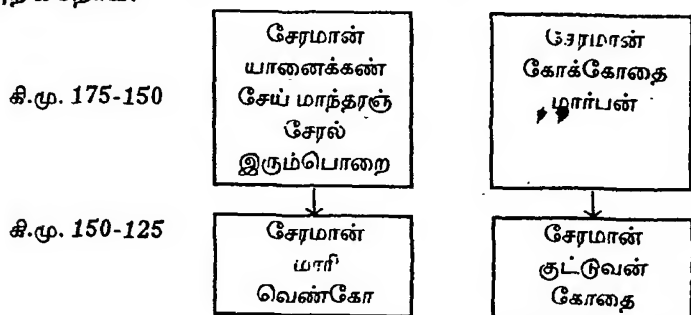 சேரமான்
யானைக்கண்
சேய் மாந்தரஞ்
சேரல்
இரும்பொறை
சேரமான்
கோக்கோதை
மார்பன்
கி.மு. 175-150
கி.மு. 150-125
சேரமான்
மாரி
வெண்கோ
சேரமான்
குட்டுவன்
கோதை